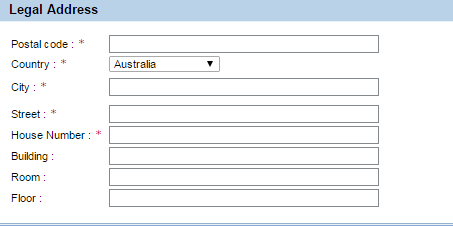 Legal Address
Postal code : *
Country : * Australia ▼
City : *
Street : *
House Number : *
Building :
Room :
Floor :